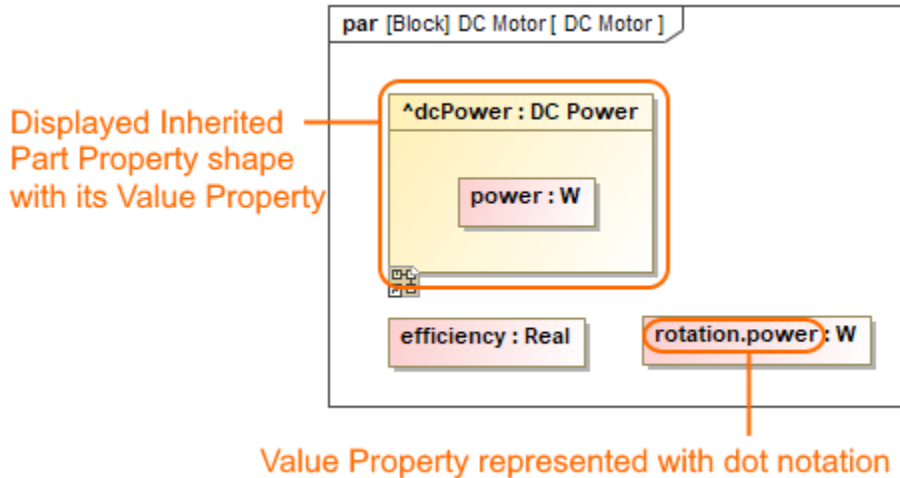 par [Block] DC Motor [ DC Motor ]
Displayed Inherited
Part Property shape
with its Value Property
^dcPower : DC Power
power : W
efficiency : Real
rotation.power : W
Value Property represented with dot notation